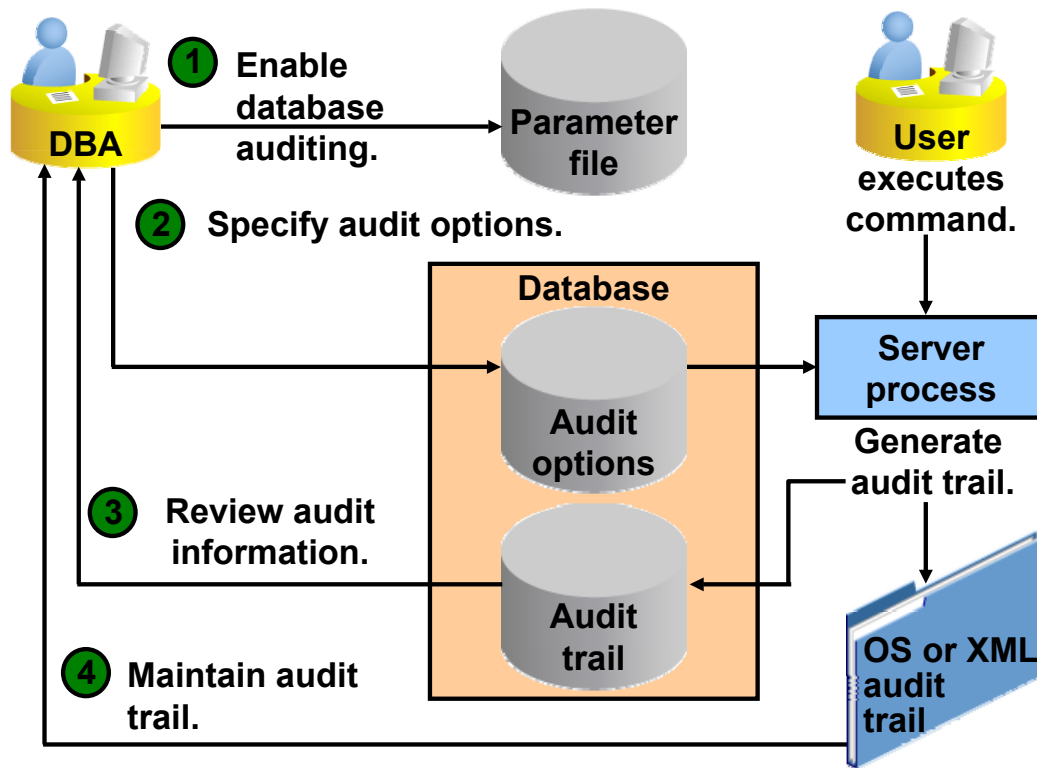 1
Enable
database
auditing.
DBA
Parameter
file
User
executes
command.
2
Specify audit options.
Database
Audit
options
Server
process
Generate
audit trail.
3
Review audit
information.
Audit
trail
4
Maintain audit
trail.
OS or XML
audit
trail